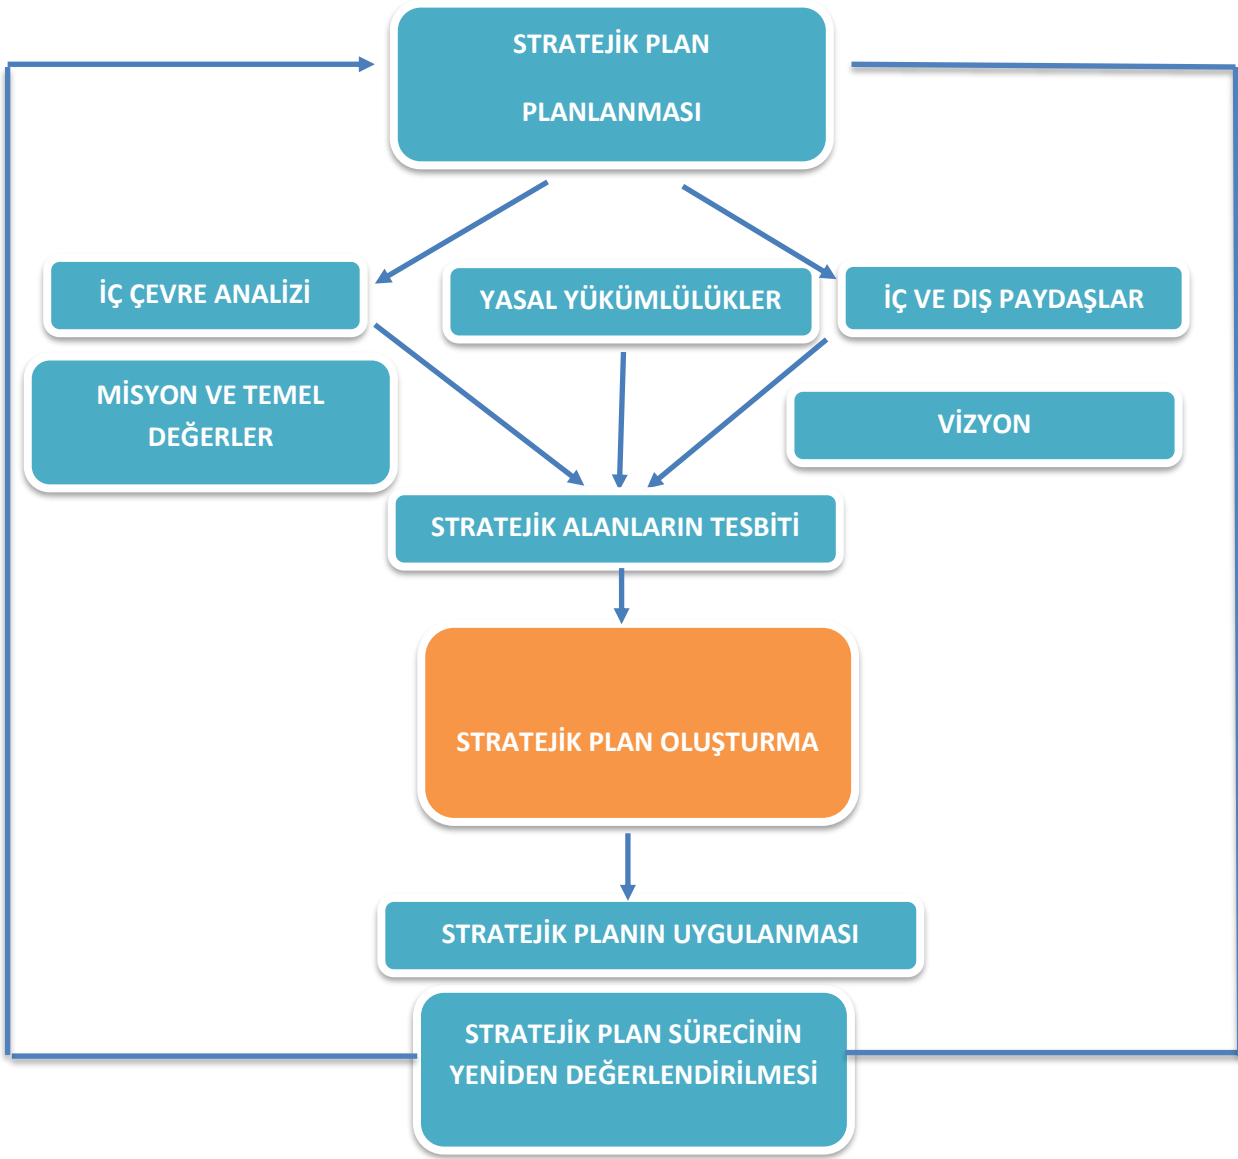 STRATEJİK PLAN
PLANLANMASI
İÇ ÇEVRE ANALİZİ
YASAL YÜKÜMLÜLÜKLER
İÇ VE DIŞ PAYDAŞLAR
MİSYON VE TEMEL
DEĞERLER
VİZYON
STRATEJİK ALANLARIN TESBİTİ
STRATEJİK PLAN OLUŞTURMA
STRATEJİK PLANIN UYGULANMASI
STRATEJİK PLAN SÜRECİNİN
YENİDEN DEĞERLENDİRİLMESİ